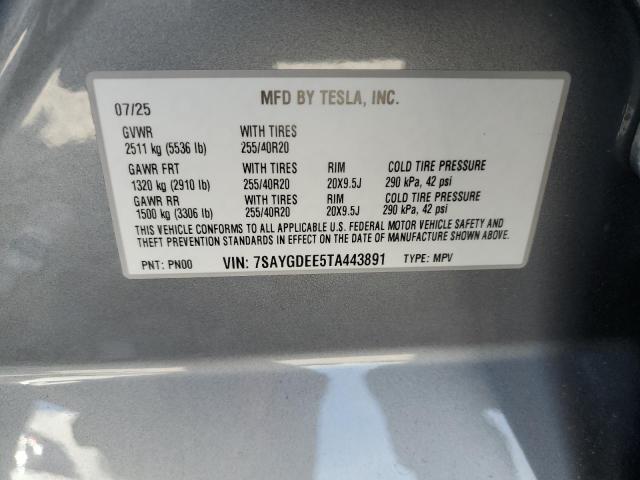 MFD BY TESLA, INC.
07/25
GVWR WITH TIRES
2511 kg (5536 lb) 255/40R20
GAWR FRT WITH TIRES RIM COLD TIRE PRESSURE
1320 kg (2910 lb) 255/40R20 20X9.5J 290 kPa, 42 psi
GAWR RR WITH TIRES RIM COLD TIRE PRESSURE
1500 kg (3306 lb) 255/40R20 20X9.5J 290 kPa, 42 psi
THIS VEHICLE CONFORMS TO ALL APPLICABLE U.S. FEDERAL MOTOR VEHICLE SAFETY AND
THEFT PREVENTION STANDARDS IN EFFECT ON THE DATE OF MANUFACTURE SHOWN ABOVE.
PNT: PN00 VIN: 7SAYGDEE5TA443891 TYPE: MPV